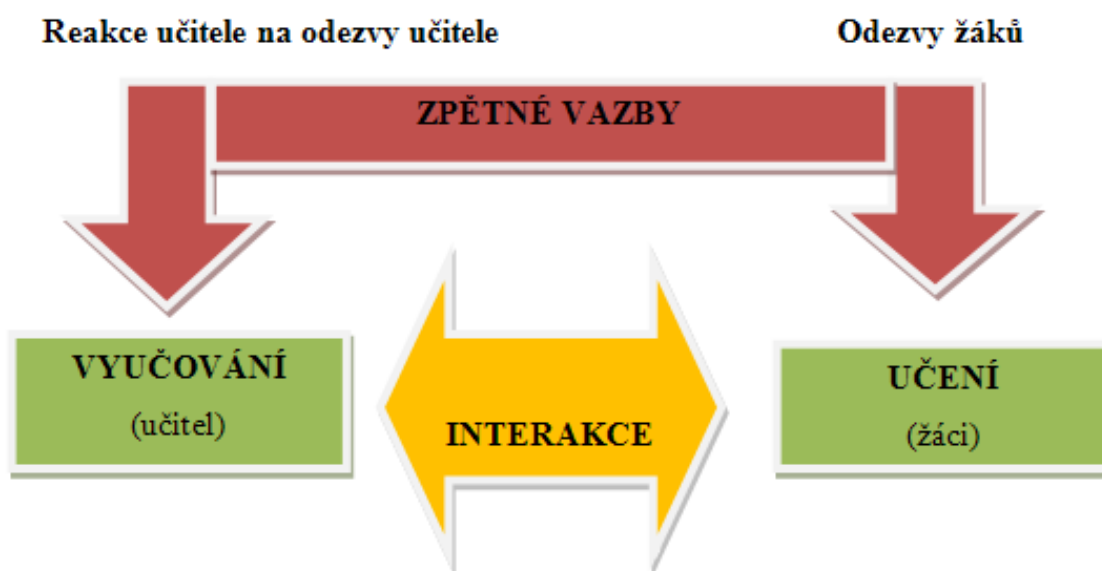 Reakce učitele na odezvy učitele
Odezvy žáků
ZPĚTNÉ VAZBY
VYUČOVÁNÍ
(učitel)
INTERAKCE
UČENÍ
(žáci)